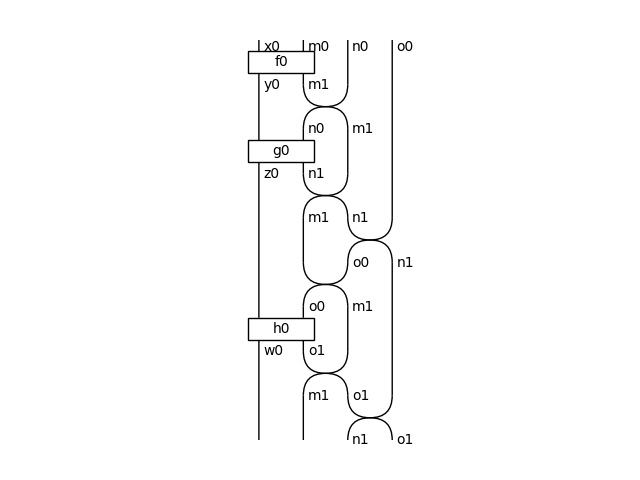 x0 m0 n0 o0
f0
y0 m1
n0 m1
g0
z0 n1
m1 n1
o0 n1
o0 m1
h0
w0 o1
m1 o1
n1 o1